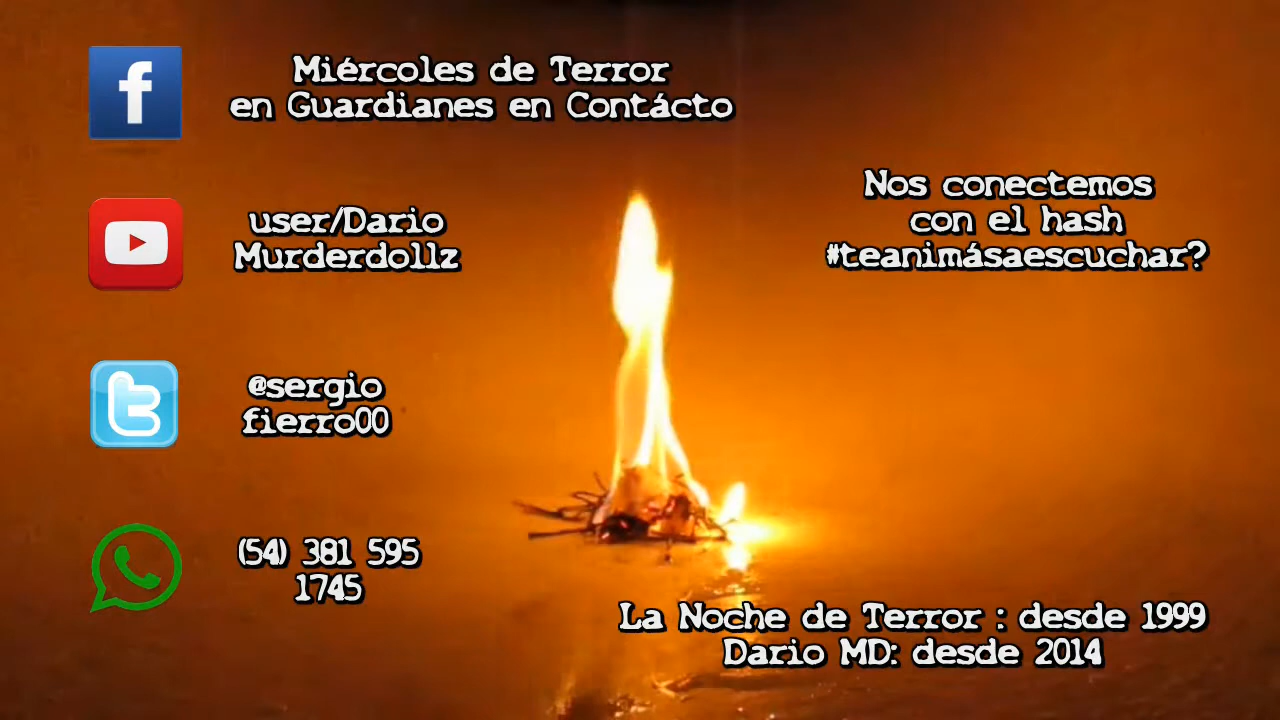 Miércoles de Terror
en Guardianes en Contácto
user/Dario
Murderdollz
@sergio
fierro00
(54) 381 595
1745
Nos conectemos
con el hash
#teanimásaescuchar?
La Noche de Terror : desde 1999
Dario MD: desde 2014